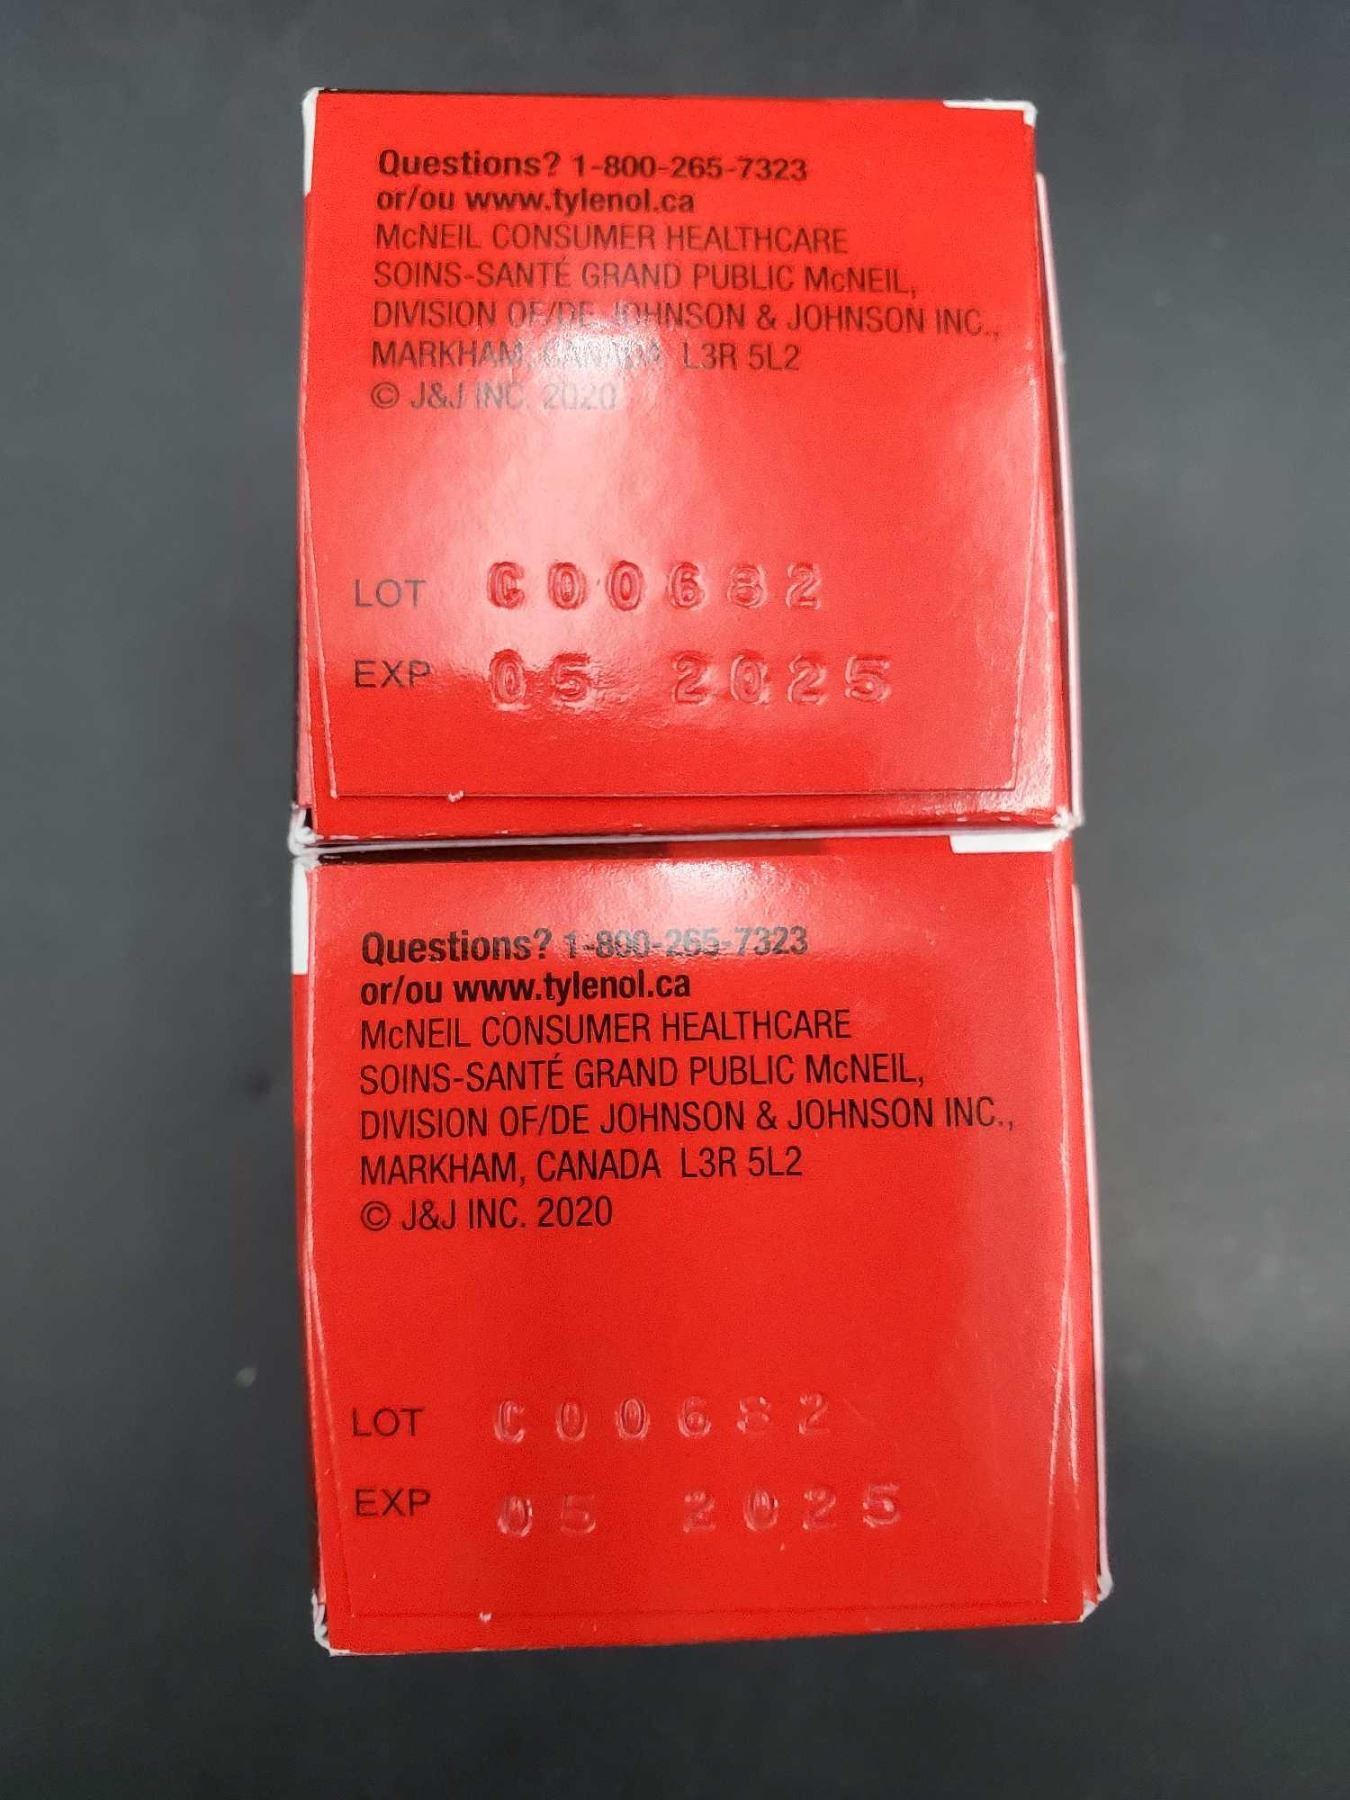 Questions? 1-800-265-7323
or/ou www.tylenol.ca
McNEIL CONSUMER HEALTHCARE
SOINS-SANTÉ GRAND PUBLIC McNEIL,
DIVISION OF/DE JOHNSON & JOHNSON INC.,
MARKHAM, CANADA L3R 5L2
© J&J INC. 2020
LOT C00682
EXP 05 2025
Questions? 1-800-265-7323
or/ou www.tylenol.ca
McNEIL CONSUMER HEALTHCARE
SOINS-SANTÉ GRAND PUBLIC McNEIL,
DIVISION OF/DE JOHNSON & JOHNSON INC.,
MARKHAM, CANADA L3R 5L2
© J&J INC. 2020
LOT C00682
EXP 05 2025